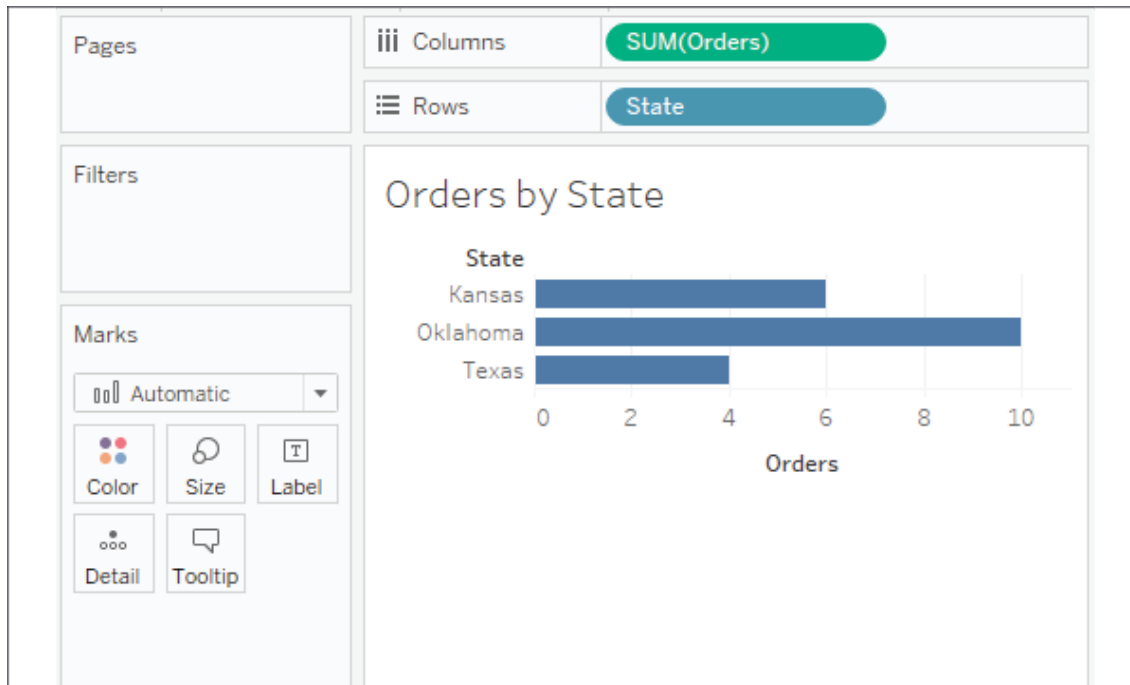 Pages
Columns SUM(Orders)
Rows State
Filters
Marks
Automatic
Color Size Label
Detail Tooltip
Orders by State
State
Kansas
Oklahoma
Texas
0 2 4 6 8 10
Orders